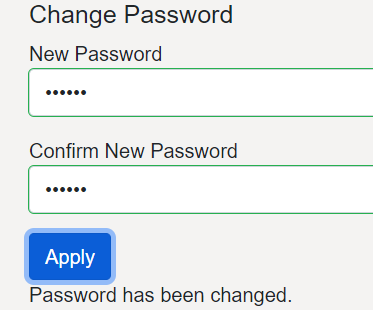 Change Password
New Password
••••••
Confirm New Password
••••••
Apply
Password has been changed.